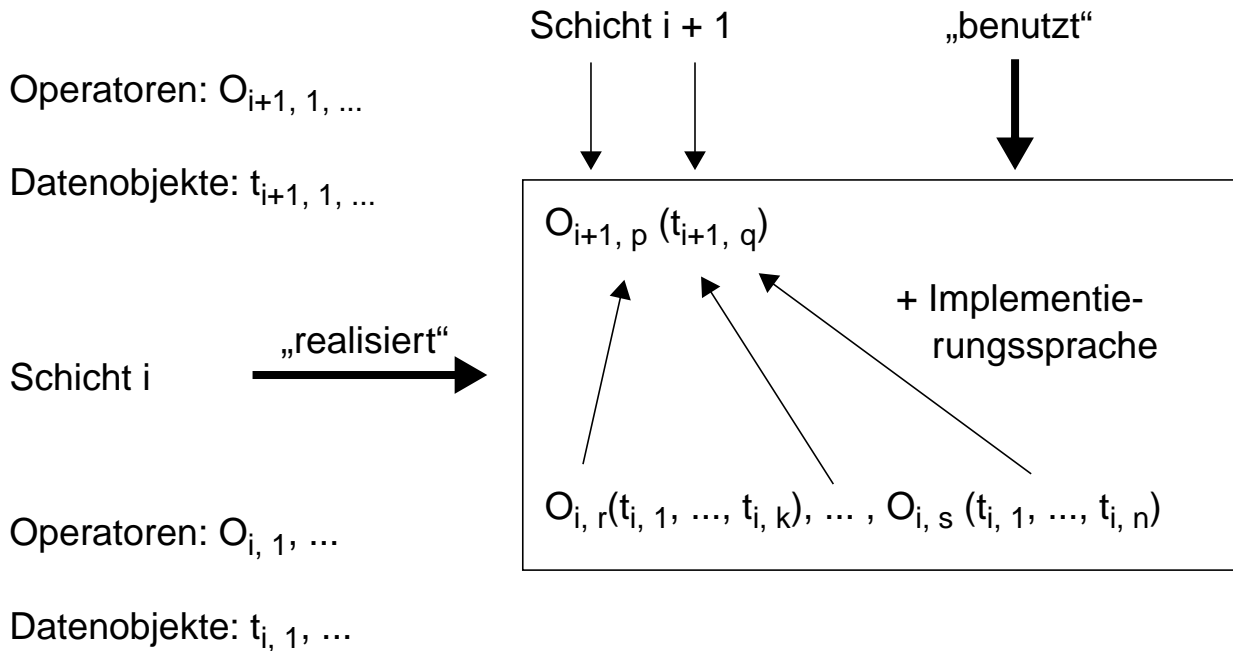 Schicht i + 1
„benutzt“
Operatoren: O_{i+1, 1, ...}
Datenobjekte: t_{i+1, 1, ...}
O_{i+1, p} (t_{i+1, q})
+ Implementie-
rungssprache
„realisiert“
Schicht i
O_{i, r}(t_{i, 1}, ..., t_{i, k}), ... , O_{i, s} (t_{i, 1}, ..., t_{i, n})
Operatoren: O_{i, 1}, ...
Datenobjekte: t_{i, 1}, ...